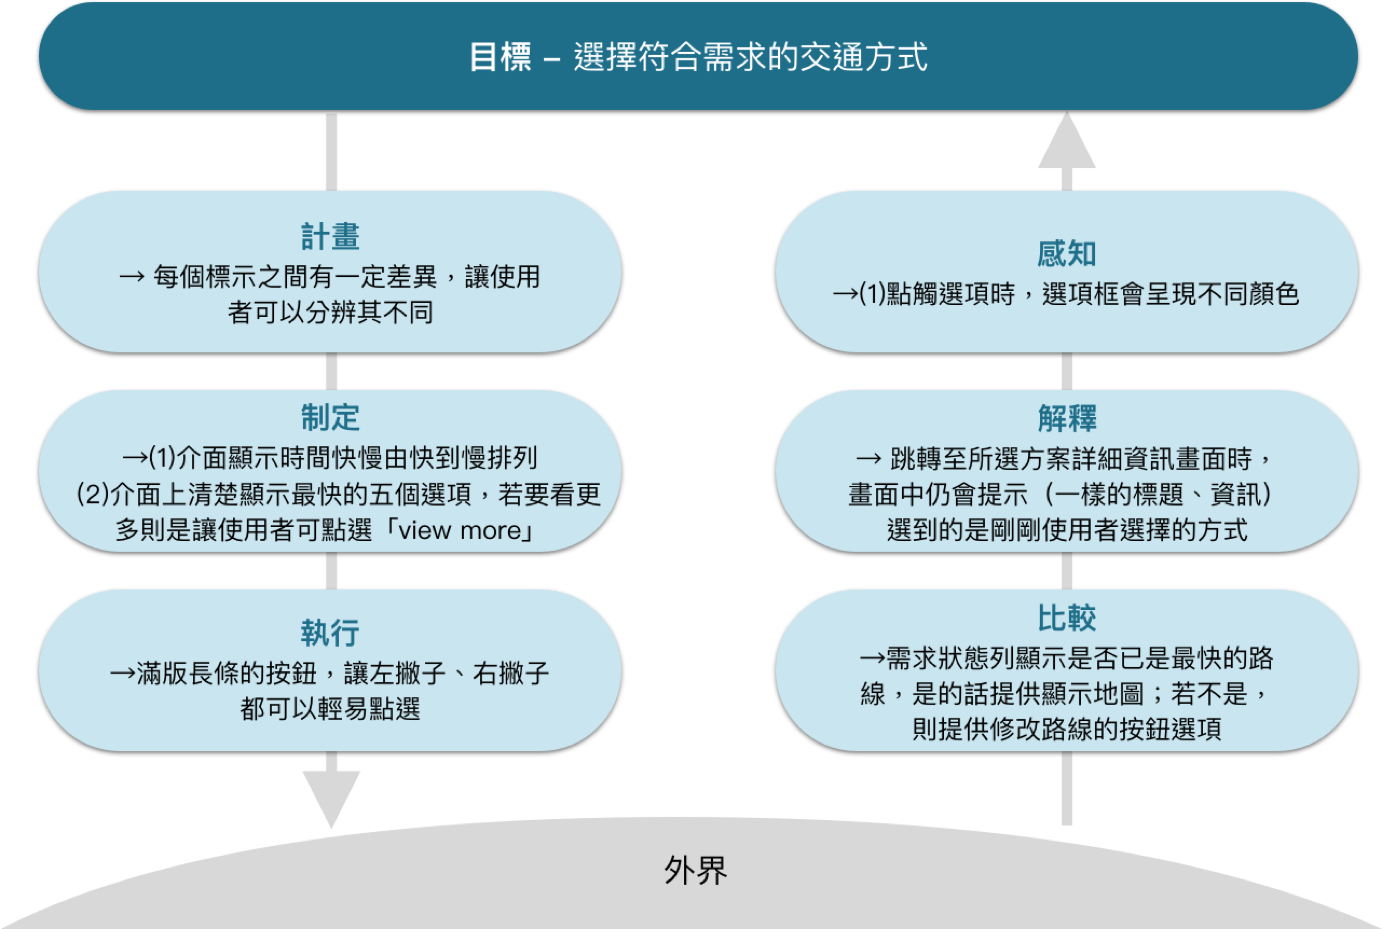 目標 – 選擇符合需求的交通方式
計畫
→ 每個標示之間有一定差異，讓使用
者可以分辨其不同
制定
→(1)介面顯示時間快慢由快到慢排列
(2)介面上清楚顯示最快的五個選項，若要看更
多則是讓使用者可點選「view more」
執行
→滿版長條的按鈕，讓左撇子、右撇子
都可以輕易點選
感知
→(1)點觸選項時，選項框會呈現不同顏色
解釋
→ 跳轉至所選方案詳細資訊畫面時，
畫面中仍會提示（一樣的標題、資訊）
選到的是剛剛使用者選擇的方式
比較
→需求狀態列顯示是否已是最快的路
線，是的話提供顯示地圖；若不是，
則提供修改路線的按鈕選項
外界